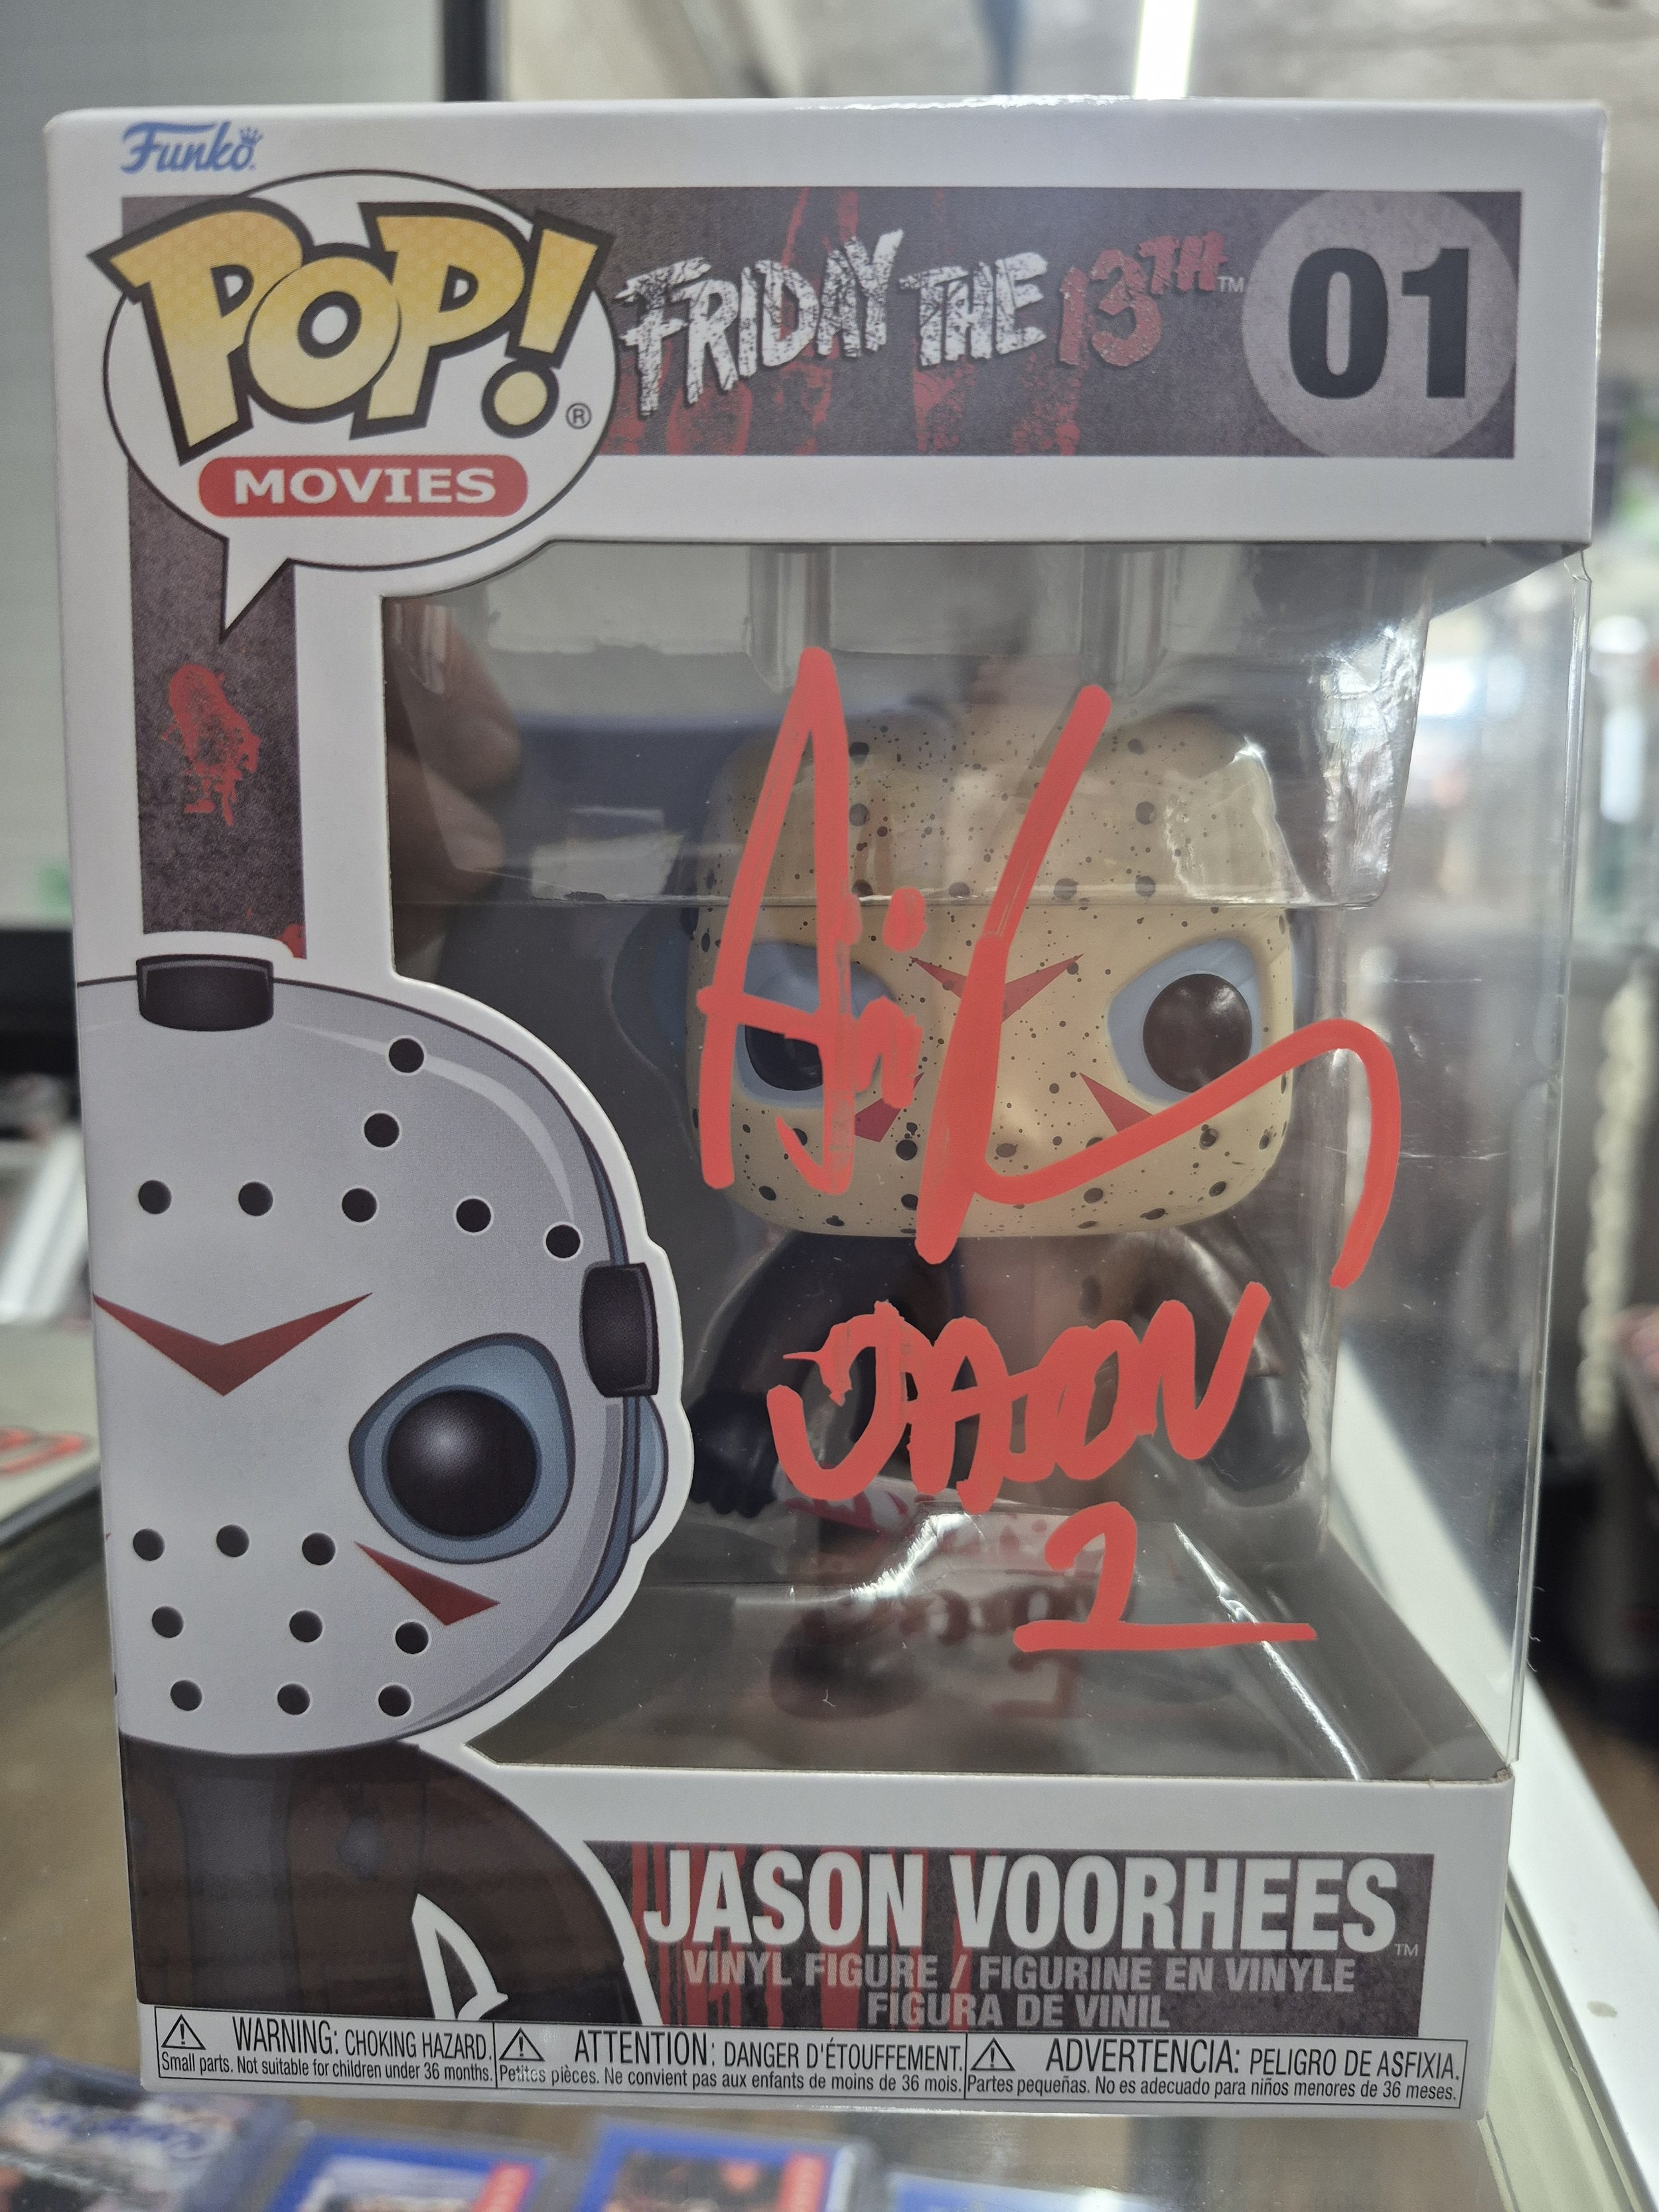 Funko
POP! ®
MOVIES
FRIDAY THE 13TH™
01
JASON
2
JASON VOORHEES™
VINYL FIGURE / FIGURINE EN VINYLE
FIGURA DE VINIL
WARNING: CHOKING HAZARD.
Small parts. Not suitable for children under 36 months.
ATTENTION: DANGER D'ÉTOUFFEMENT.
Petites pièces. Ne convient pas aux enfants de moins de 36 mois.
ADVERTENCIA: PELIGRO DE ASFIXIA.
Partes pequeñas. No es adecuado para niños menores de 36 meses.